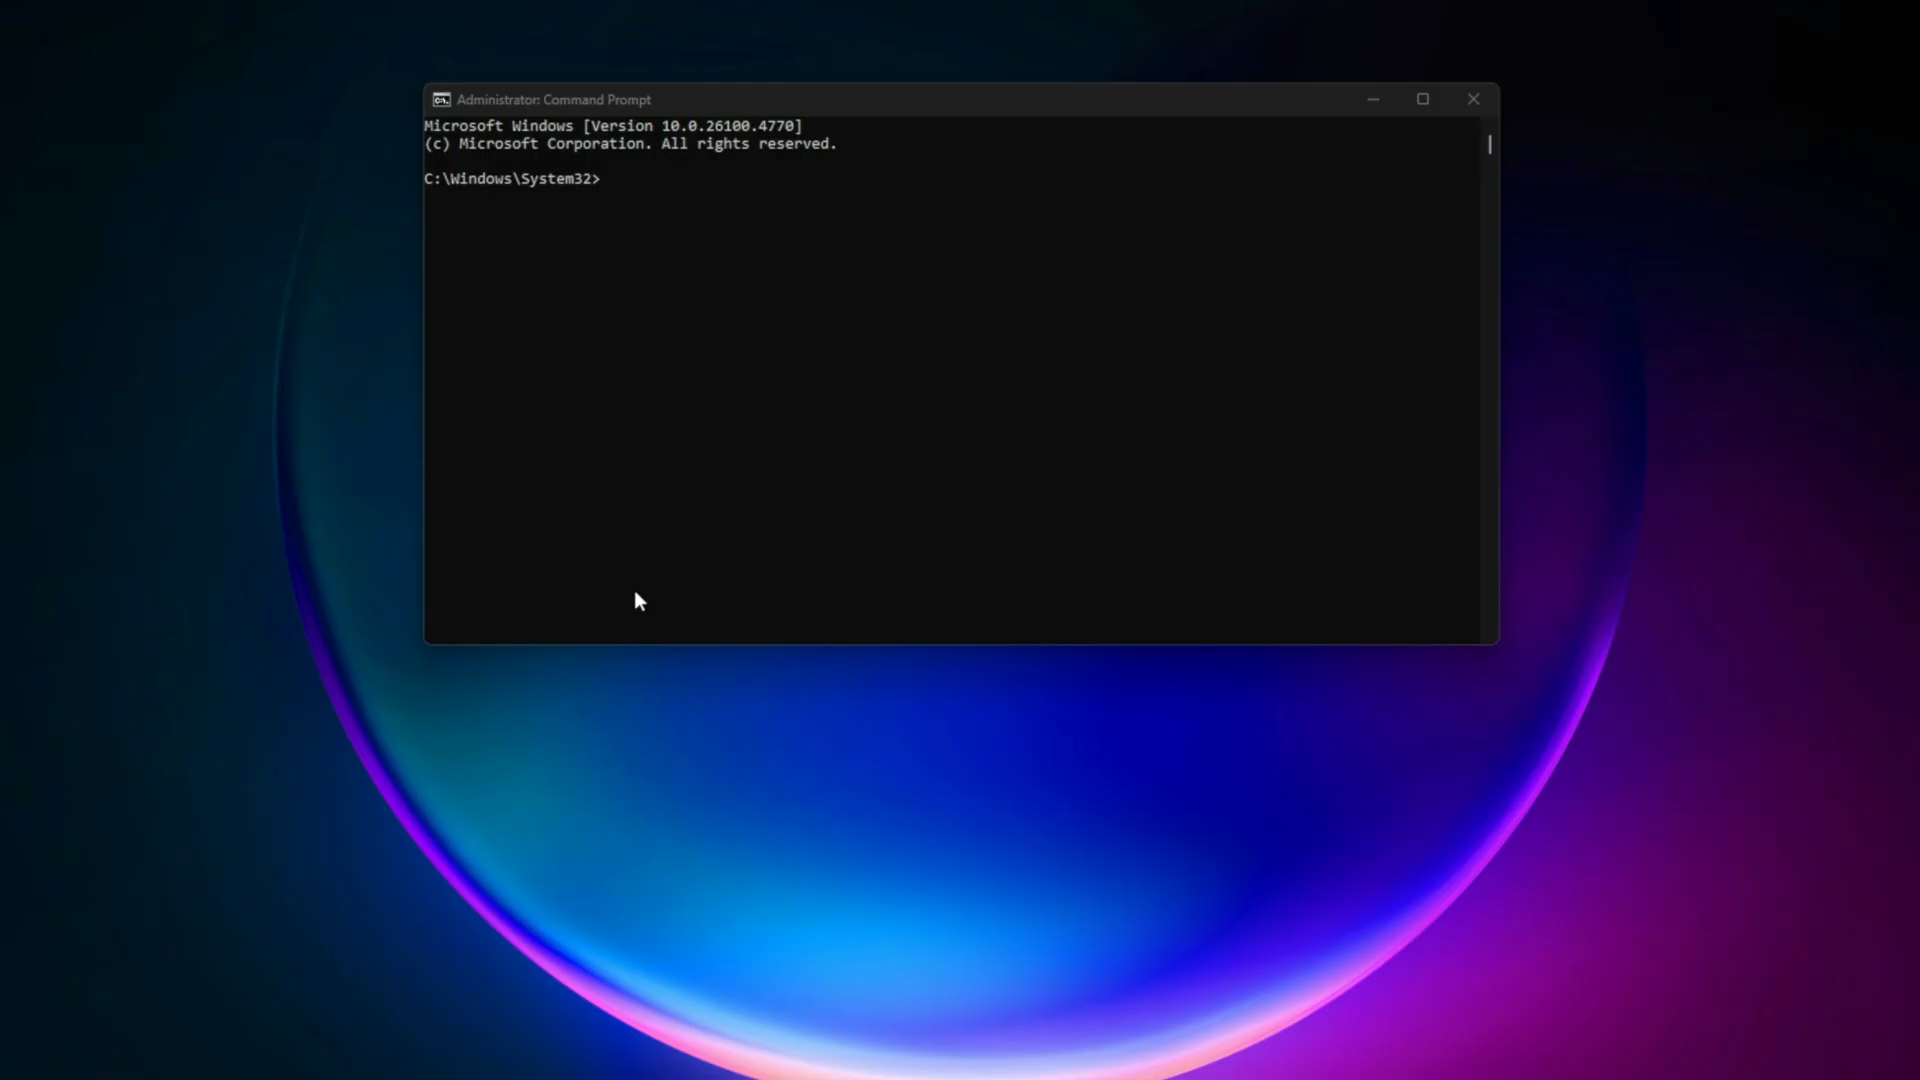 Administrator: Command Prompt
Microsoft Windows [Version 10.0.26100.4770]
(c) Microsoft Corporation. All rights reserved.
C:\Windows\System32>